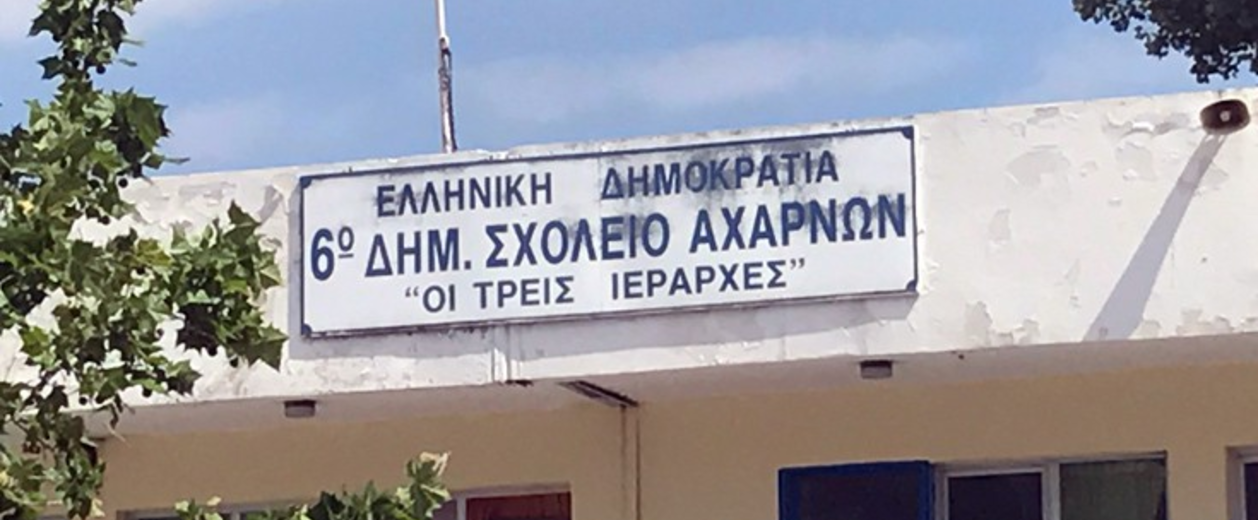 ΕΛΛΗΝΙΚΗ ΔΗΜΟΚΡΑΤΙΑ
6º ΔΗΜ. ΣΧΟΛΕΙΟ ΑΧΑΡΝΩΝ
“ΟΙ ΤΡΕΙΣ ΙΕΡΑΡΧΕΣ”